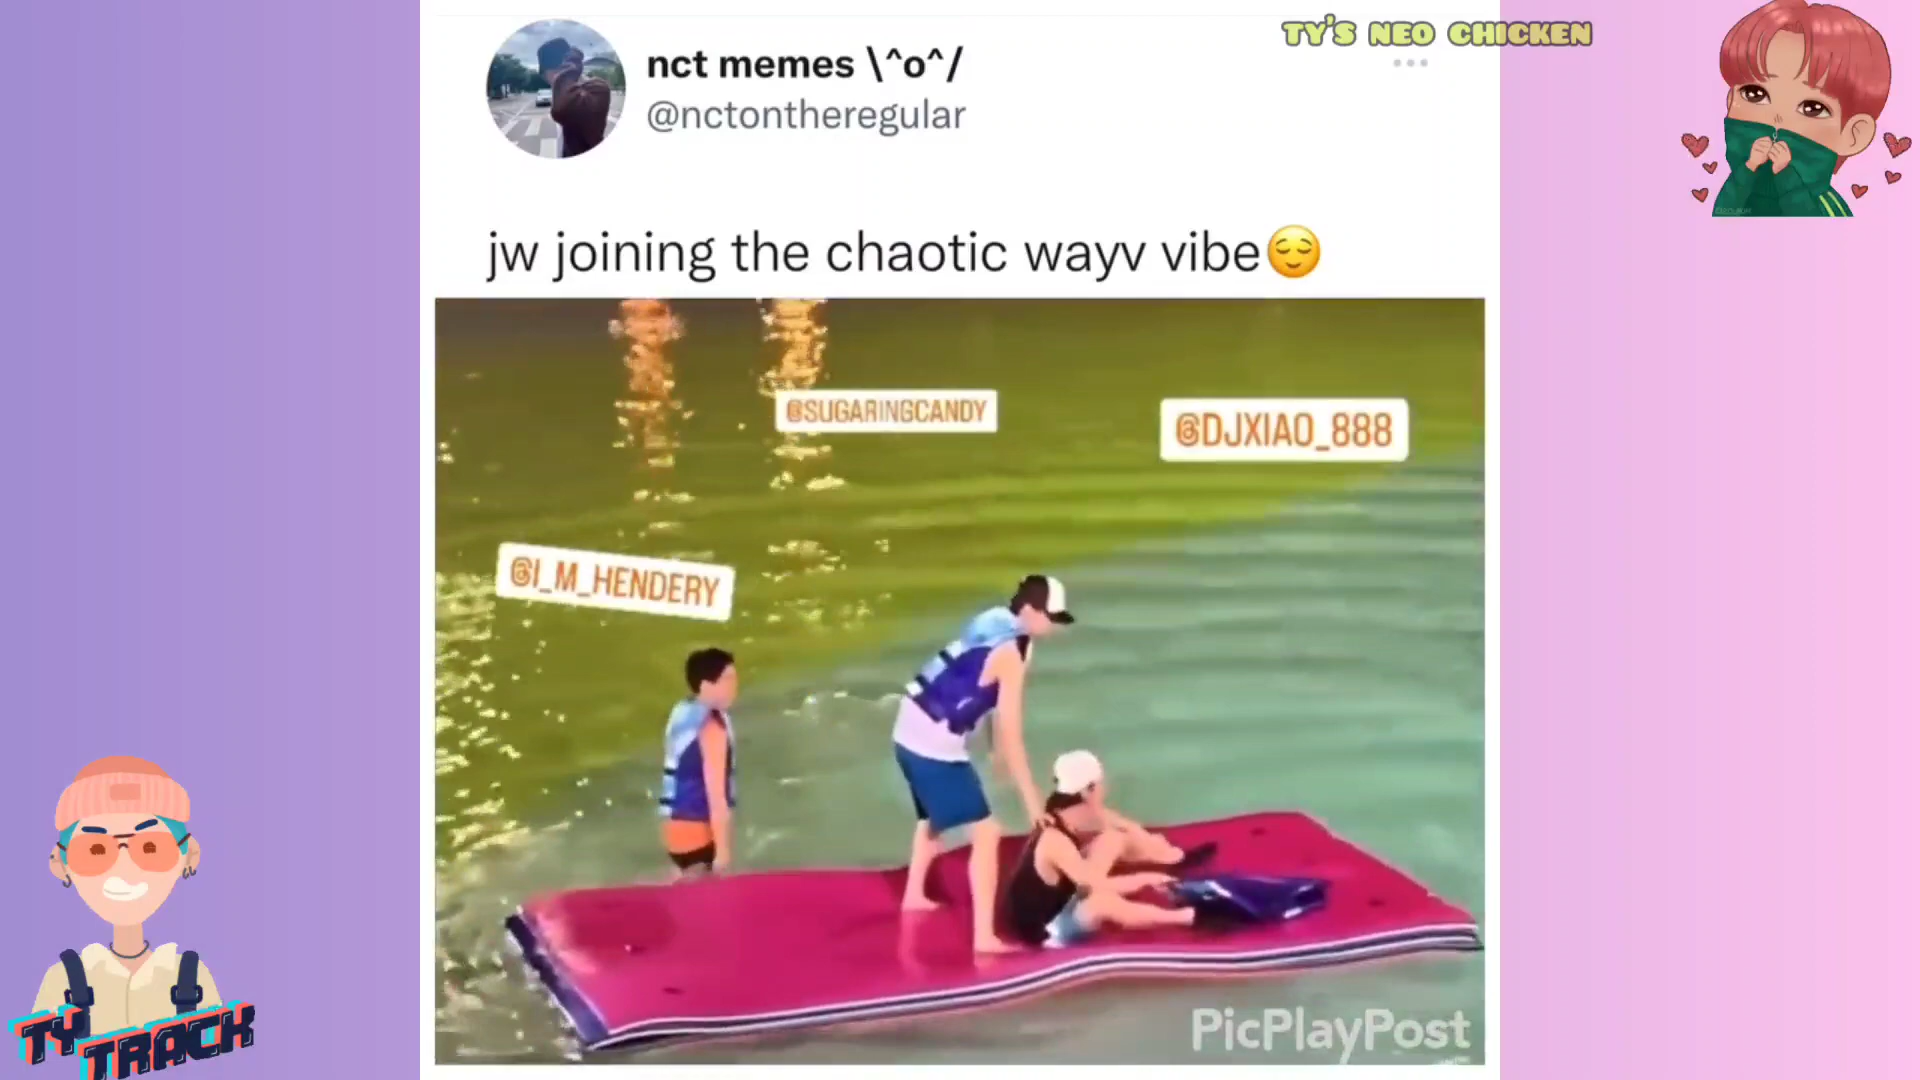 TY'S NEO CHICKEN
nct memes \^o^/
@nctontheregular
jw joining the chaotic wayv vibe😌
@SUGARINGCANDY
@DJXIAO_888
@I_M_HENDERY
PicPlayPost
TY
TRACK